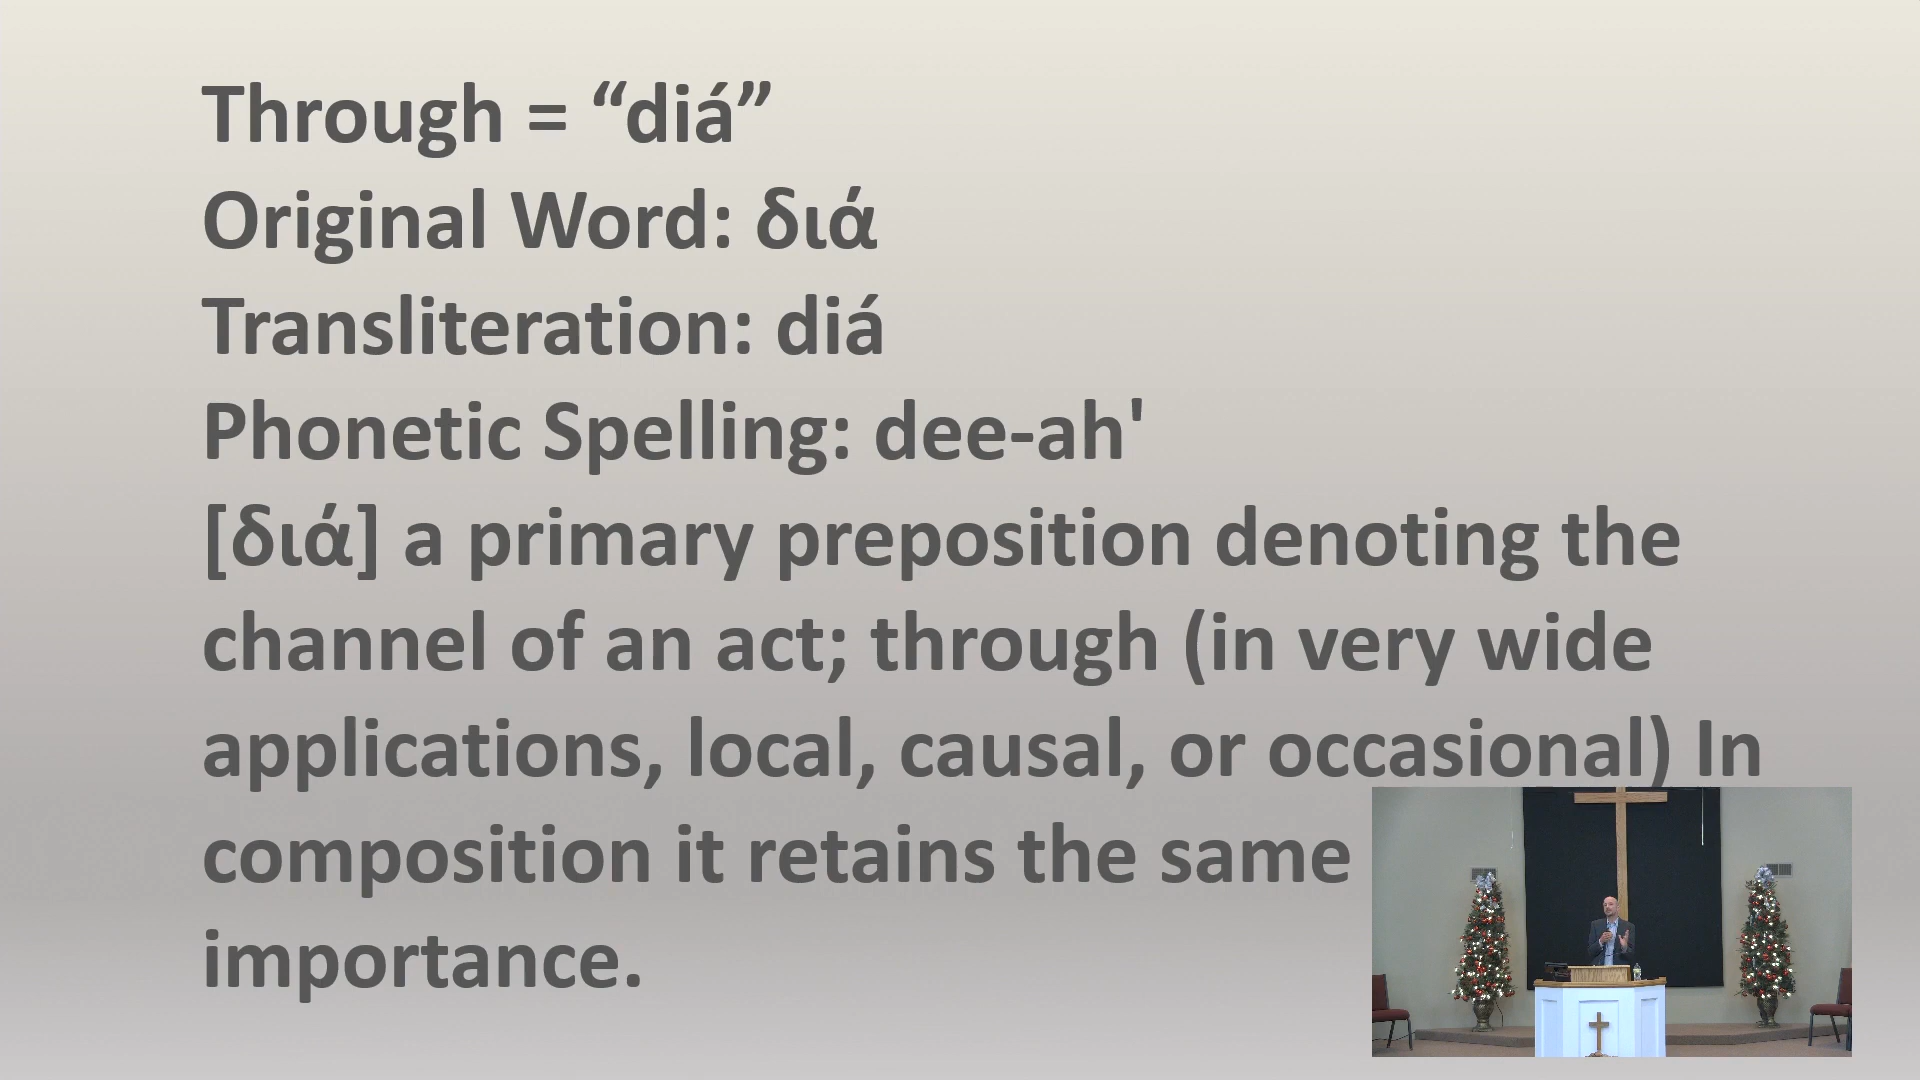 Through = “diá”
Original Word: διά
Transliteration: diá
Phonetic Spelling: dee-ah'
[διά] a primary preposition denoting the
channel of an act; through (in very wide
applications, local, causal, or occasional) In
composition it retains the same
importance.